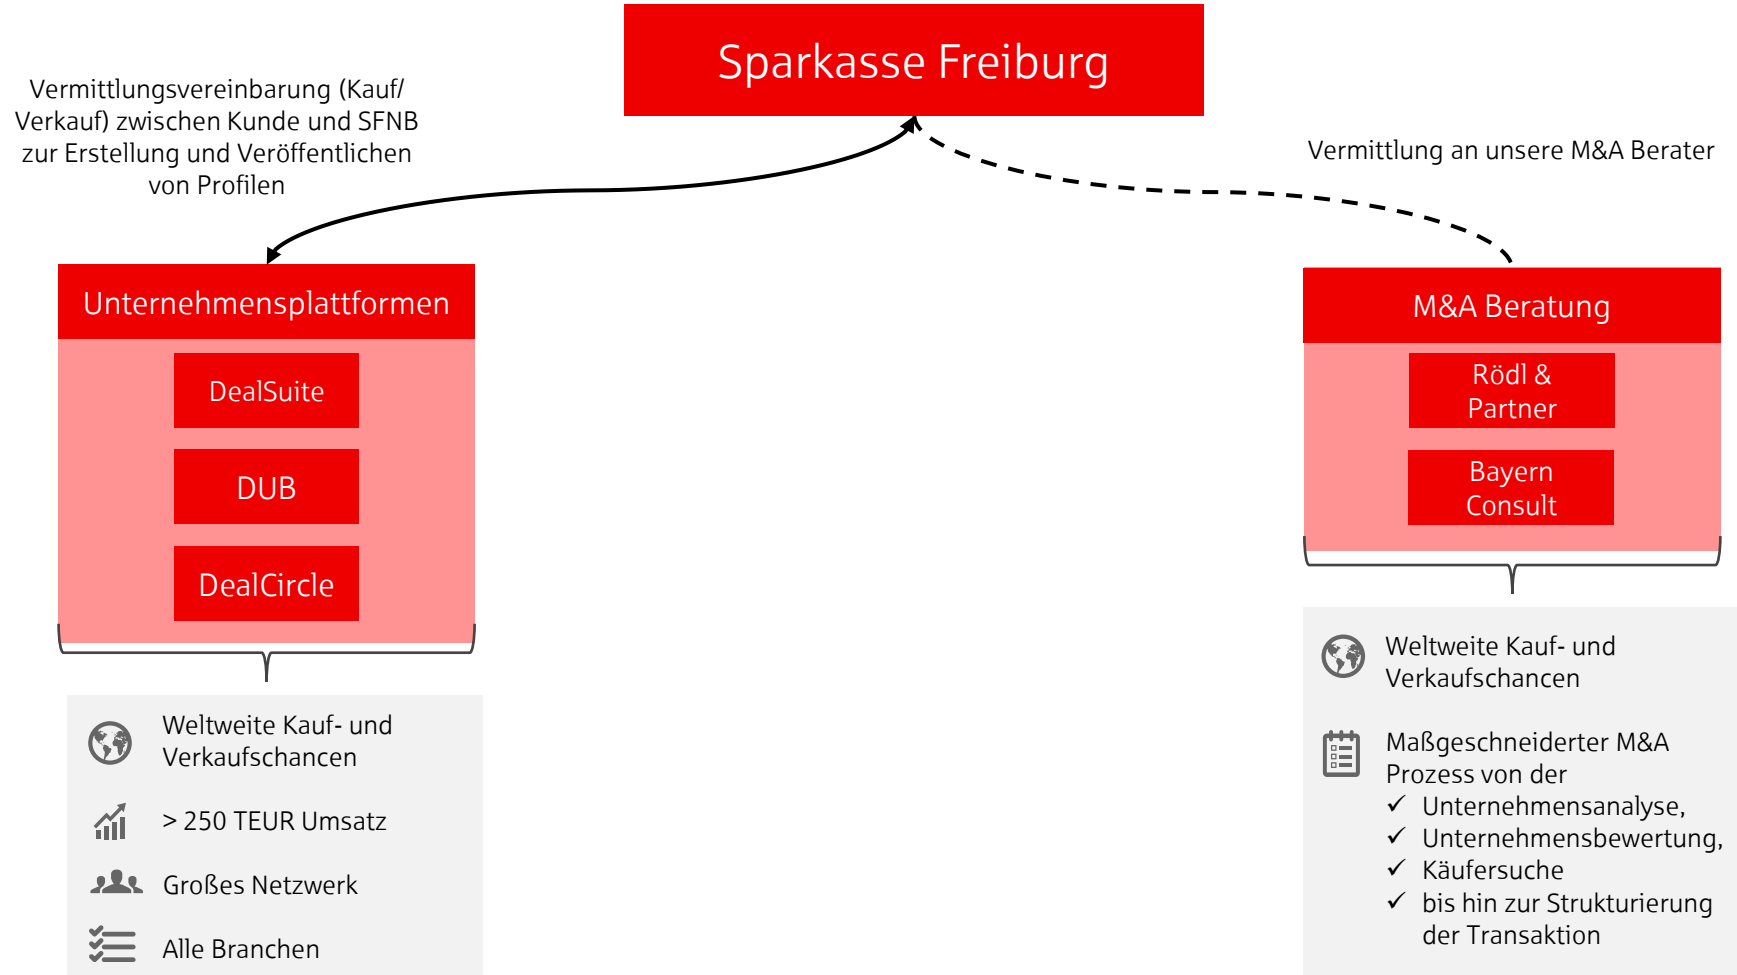 Sparkasse Freiburg
Vermittlungsvereinbarung (Kauf/
Verkauf) zwischen Kunde und SFNB
zur Erstellung und Veröffentlichen
von Profilen
Vermittlung an unsere M&A Berater
Unternehmensplattformen
DealSuite
DUB
DealCircle
Weltweite Kauf- und
Verkaufschancen
> 250 TEUR Umsatz
Großes Netzwerk
Alle Branchen
M&A Beratung
Rödl &
Partner
Bayern
Consult
Weltweite Kauf- und
Verkaufschancen
Maßgeschneiderter M&A
Prozess von der
✓ Unternehmensanalyse,
✓ Unternehmensbewertung,
✓ Käufersuche
✓ bis hin zur Strukturierung
der Transaktion